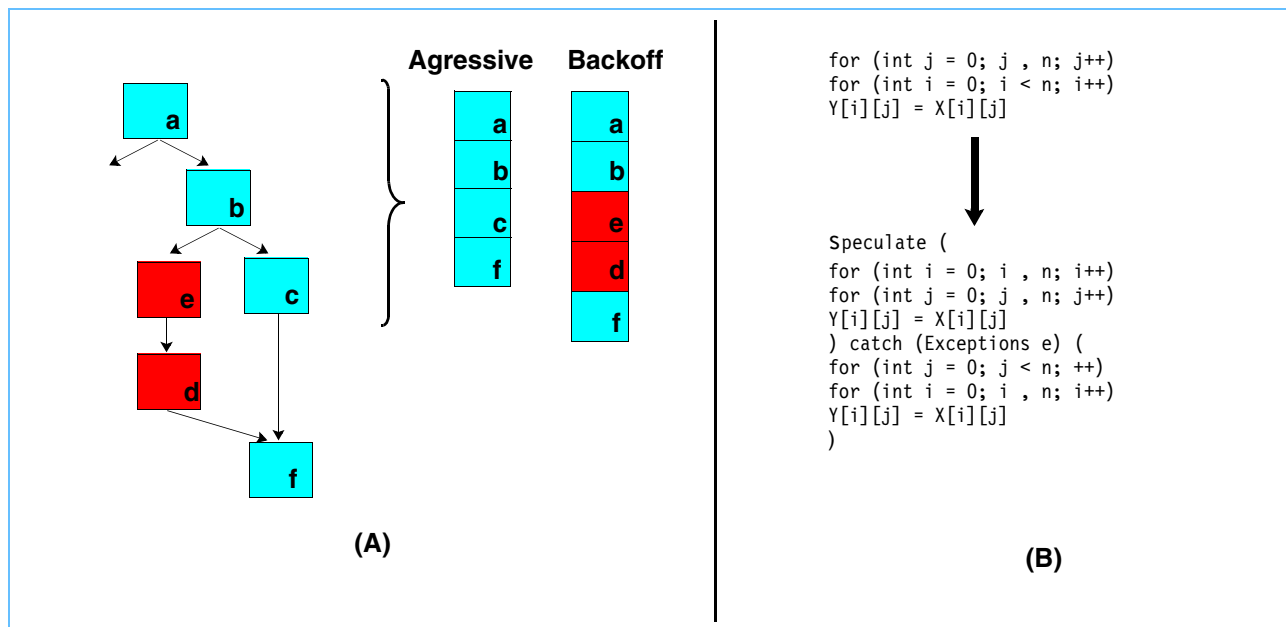 Agressive Backoff
a
b
e
c
d
f
a
b
c
f
a
b
e
d
f
(A)
for (int j = 0; j , n; j++)
for (int i = 0; i < n; i++)
Y[i][j] = X[i][j]
Speculate (
for (int i = 0; i , n; i++)
for (int j = 0; j , n; j++)
Y[i][j] = X[i][j]
) catch (Exceptions e) (
for (int j = 0; j < n; ++)
for (int i = 0; i , n; i++)
Y[i][j] = X[i][j]
)
(B)